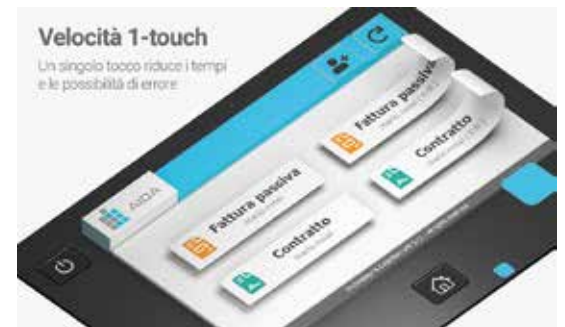 Velocità 1-touch
Un singolo tocco riduce i tempi
e le possibilità di errore
AIDA
Fattura passiva
Contratto
Fattura passiva
Contratto